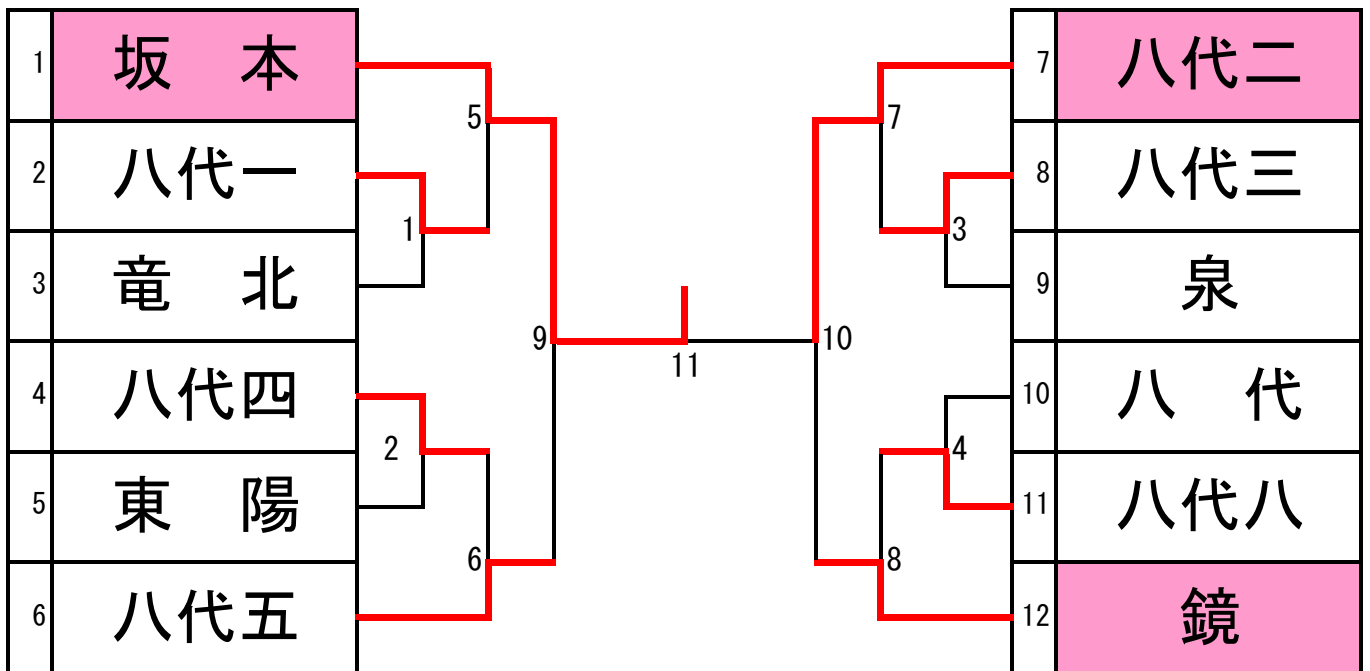 1 坂　本
2 八代一
3 竜　北
4 八代四
5 東　陽
6 八代五
5
1
9
2
6
11
7
3
10
4
8
7 八代二
8 八代三
9 泉
10 八　代
11 八代八
12 鏡